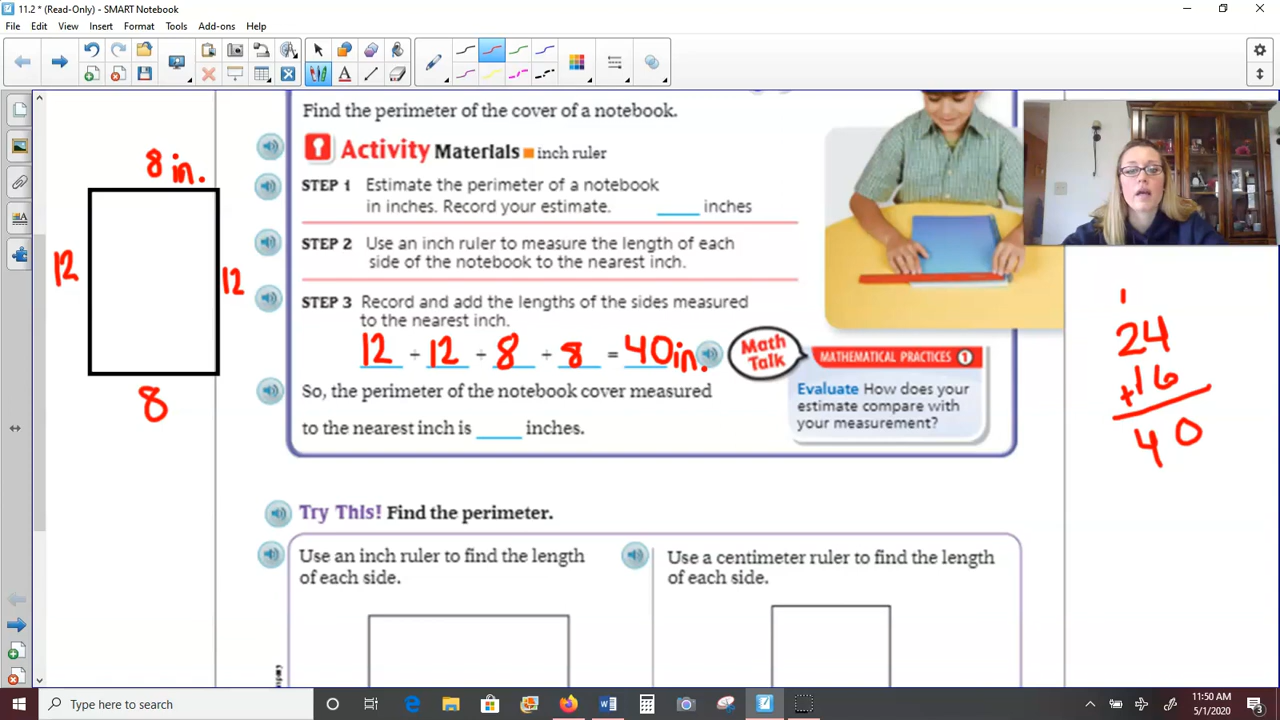 11.2 * (Read-Only) - SMART Notebook
File Edit View Insert Format Tools Add-ons Help
Find the perimeter of the cover of a notebook.
Activity Materials inch ruler
STEP 1 Estimate the perimeter of a notebook
in inches. Record your estimate. ____ inches
STEP 2 Use an inch ruler to measure the length of each
side of the notebook to the nearest inch.
STEP 3 Record and add the lengths of the sides measured
to the nearest inch.
12 + 12 + 8 + 8 = 40in.
So, the perimeter of the notebook cover measured
to the nearest inch is ____ inches.
Math
Talk
MATHEMATICAL PRACTICES 1
Evaluate How does your
estimate compare with
your measurement?
8 in.
12
12
8
1
24
+16
40
Try This! Find the perimeter.
Use an inch ruler to find the length
of each side.
Use a centimeter ruler to find the length
of each side.
Type here to search
11:50 AM
5/1/2020
3